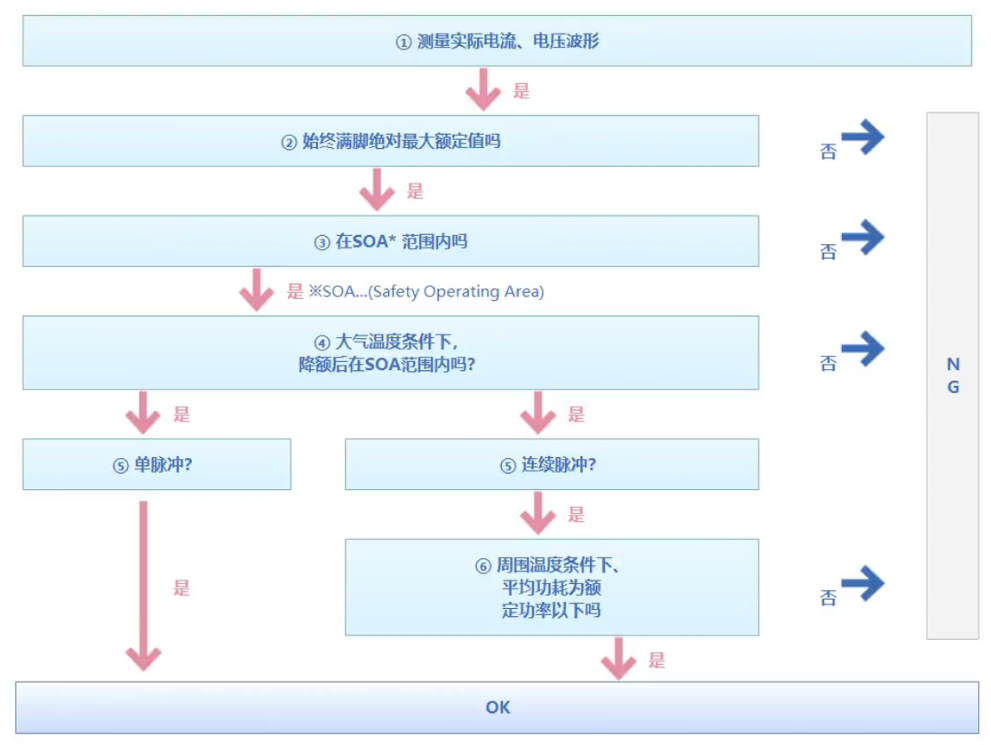 ① 测量实际电流、电压波形
是
② 始终满脚绝对最大额定值吗
否
是
③ 在SOA* 范围内吗
否
是 ※SOA...(Safety Operating Area)
④ 大气温度条件下,
降额后在SOA范围内吗?
否
N
G
是
是
⑤ 单脉冲?
⑤ 连续脉冲?
是
⑥ 周围温度条件下、
平均功耗为额
定功率以下吗
否
是
是
OK